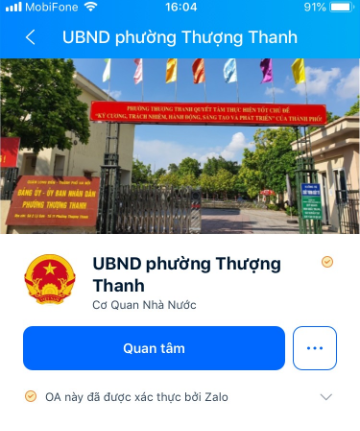 MobiFone
16:04
91%
UBND phường Thượng Thanh
PHƯỜNG THƯỢNG THANH QUYẾT TÂM THỰC HIỆN TỐT CHỦ ĐỀ
"KỶ CƯƠNG, TRÁCH NHIỆM, HÀNH ĐỘNG, SÁNG TẠO VÀ PHÁT TRIỂN" CỦA THÀNH PHỐ
ĐẢNG ỦY - ỦY BAN NHÂN DÂN
PHƯỜNG THƯỢNG THANH
UBND phường Thượng
Thanh
Cơ Quan Nhà Nước
Quan tâm
OA này đã được xác thực bởi Zalo